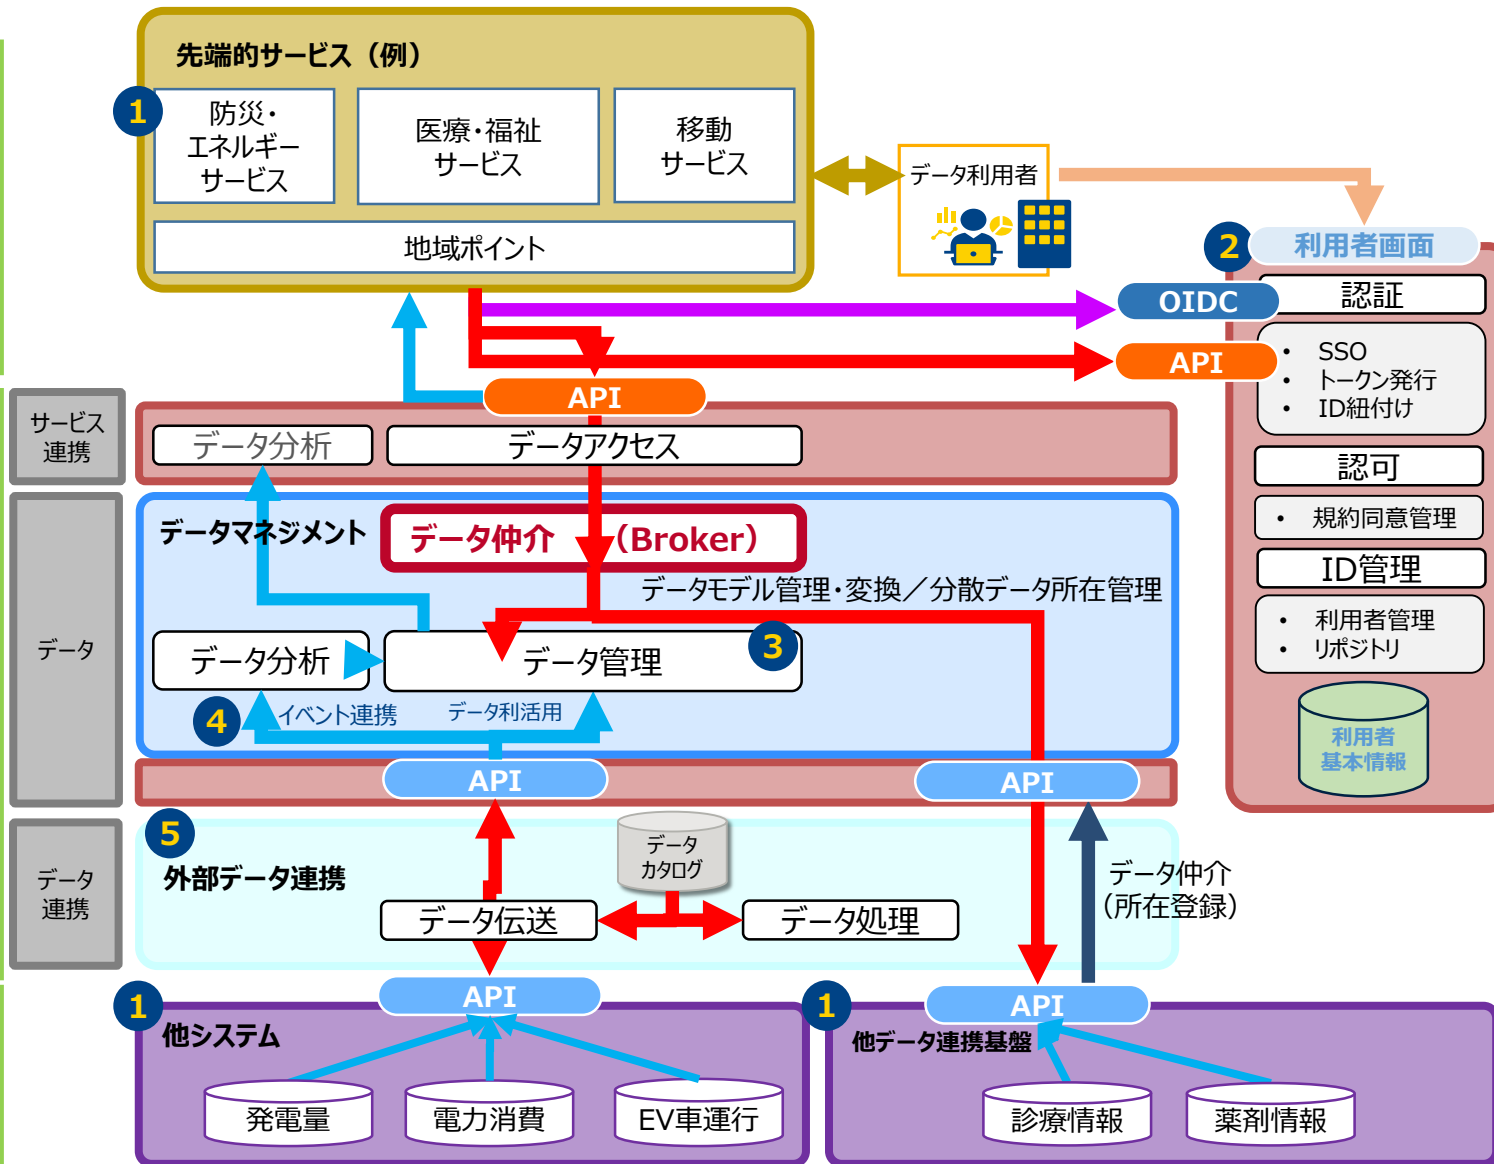 先端的サービス（例）
1
防災・
エネルギー
サービス
医療・福祉
サービス
移動
サービス
地域ポイント
データ利用者
2
利用者画面
OIDC
API
認証
• SSO
• トークン発行
• ID紐付け
認可
• 規約同意管理
ID管理
• 利用者管理
• リポジトリ
利用者
基本情報
サービス
連携
API
データ分析
データアクセス
データ
データマネジメント
データ仲介 （Broker）
データモデル管理・変換／分散データ所在管理
データ分析
データ管理
3
4
イベント連携
データ利活用
API
API
データ
連携
5
外部データ連携
データ
カタログ
データ伝送
データ処理
データ仲介
（所在登録）
1
他システム
API
発電量
電力消費
EV車運行
1
他データ連携基盤
API
診療情報
薬剤情報